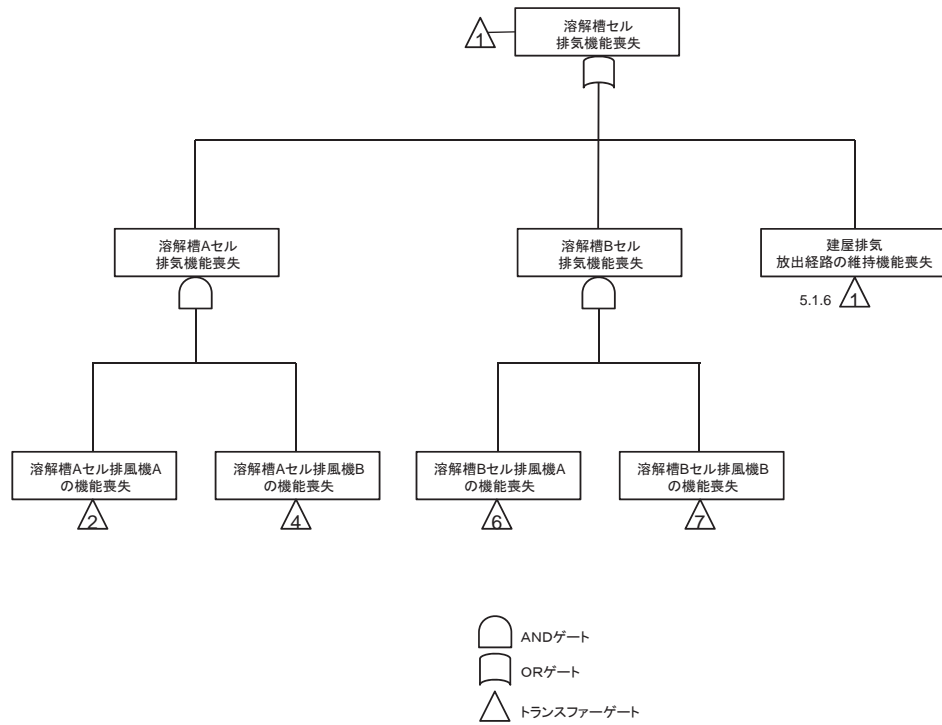 溶解槽セル
排気機能喪失
1
溶解槽Aセル
排気機能喪失
溶解槽Bセル
排気機能喪失
建屋排気
放出経路の維持機能喪失
5.1.6
1
溶解槽Aセル排風機A
の機能喪失
2
溶解槽Aセル排風機B
の機能喪失
4
溶解槽Bセル排風機A
の機能喪失
6
溶解槽Bセル排風機B
の機能喪失
7
ANDゲート
ORゲート
トランスファーゲート